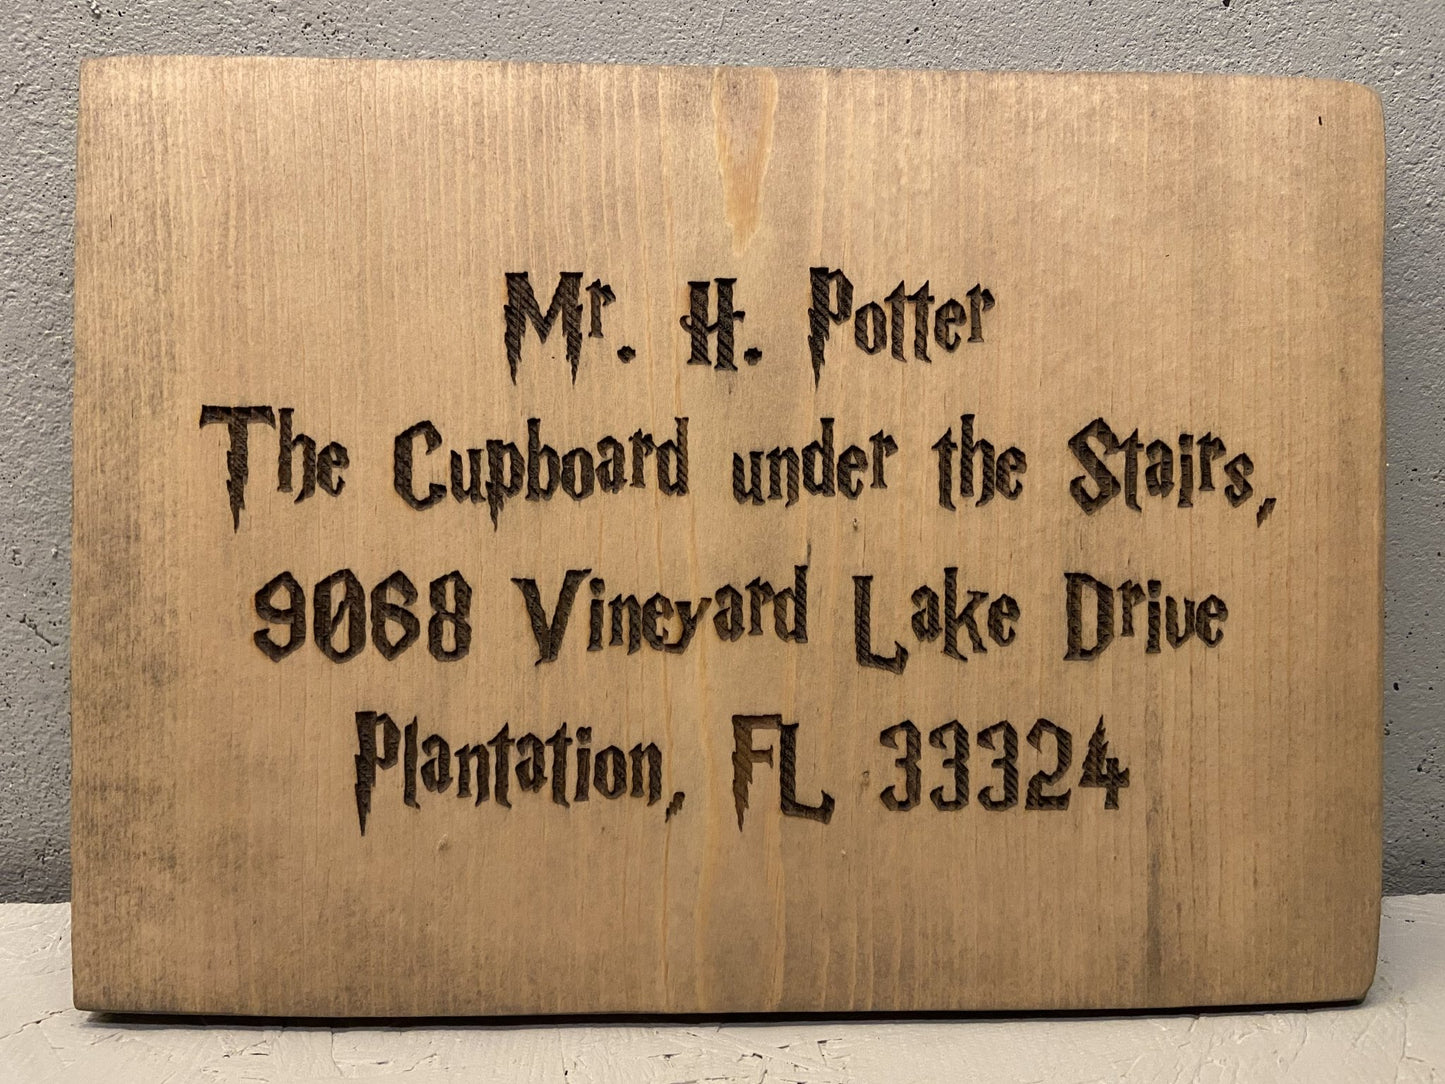 Mr. H. Potter
The Cupboard under the Stairs,
9068 Vineyard Lake Drive
Plantation, FL 33324